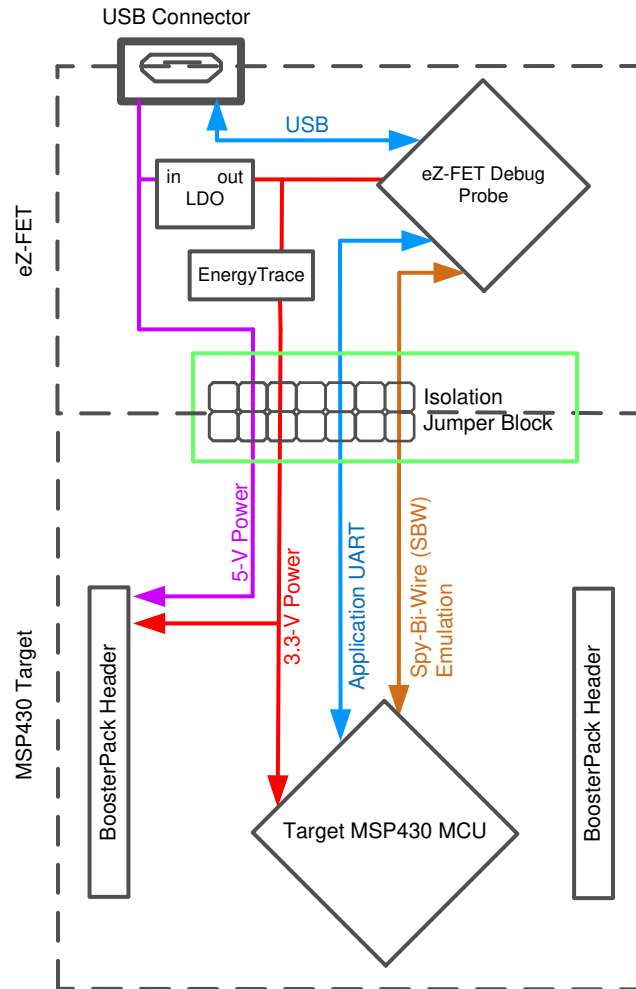 USB Connector
USB
in out
LDO
eZ-FET Debug
Probe
eZ-FET
EnergyTrace
Isolation
Jumper Block
5-V Power
3.3-V Power
Application UART
Spy-Bi-Wire (SBW)
Emulation
MSP430 Target
BoosterPack Header
Target MSP430 MCU
BoosterPack Header